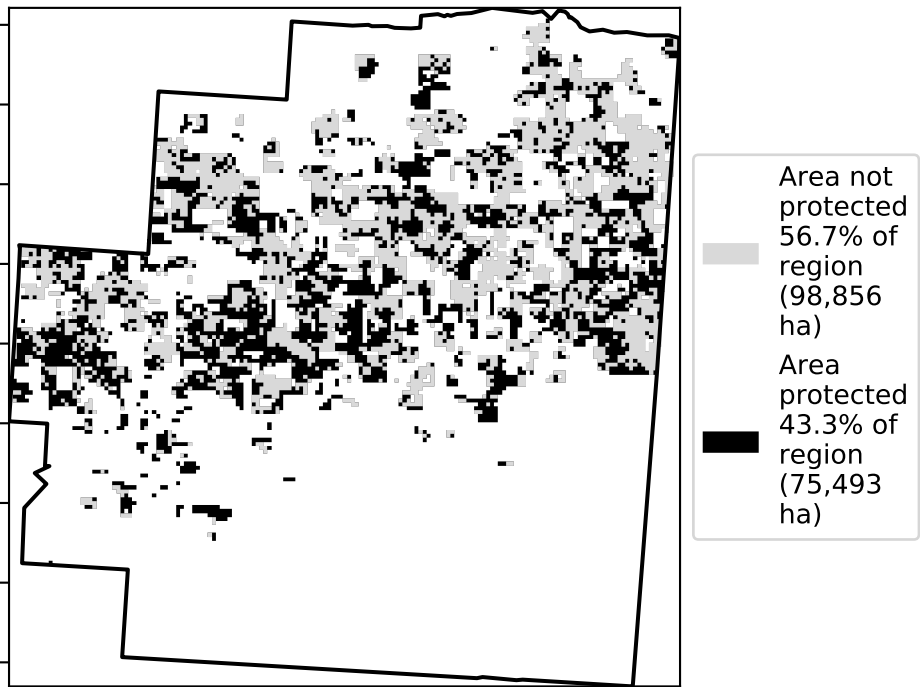 Area not
protected
56.7% of
region
(98,856
ha)
Area
protected
43.3% of
region
(75,493
ha)